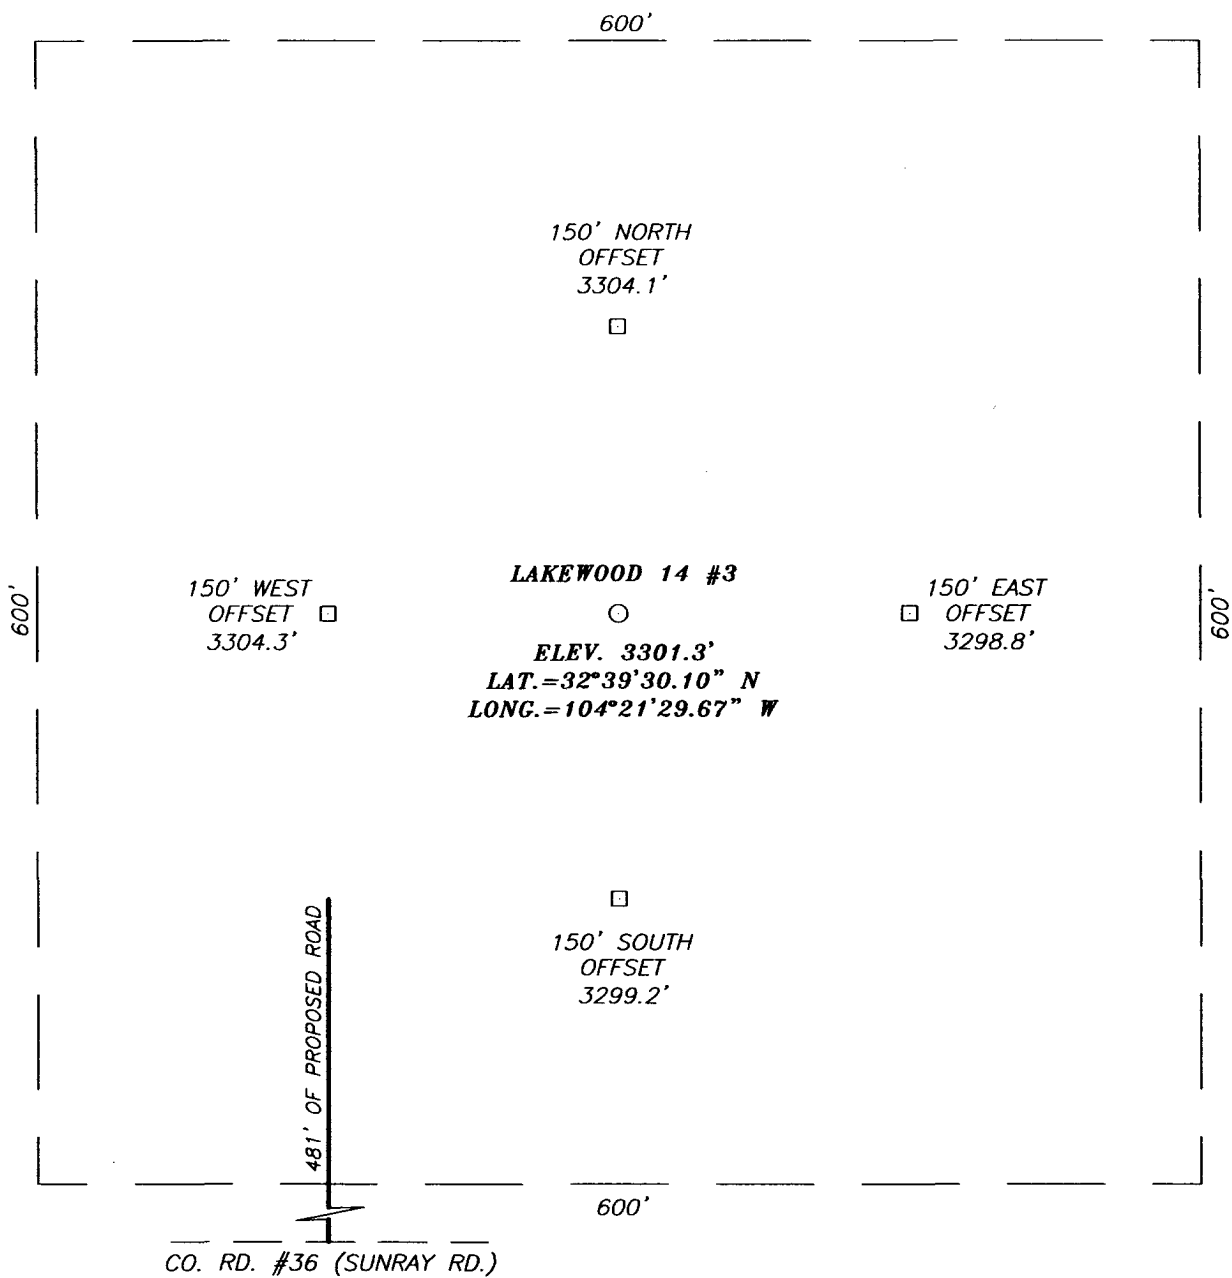 600'
150' NORTH
OFFSET
3304.1'
600'
150' WEST
OFFSET
3304.3'
LAKEWOOD 14 #3
ELEV. 3301.3'
LAT.=32°39'30.10" N
LONG.=104°21'29.67" W
150' EAST
OFFSET
3298.8'
600'
150' SOUTH
OFFSET
3299.2'
481' OF PROPOSED ROAD
600'
CO. RD. #36 (SUNRAY RD.)